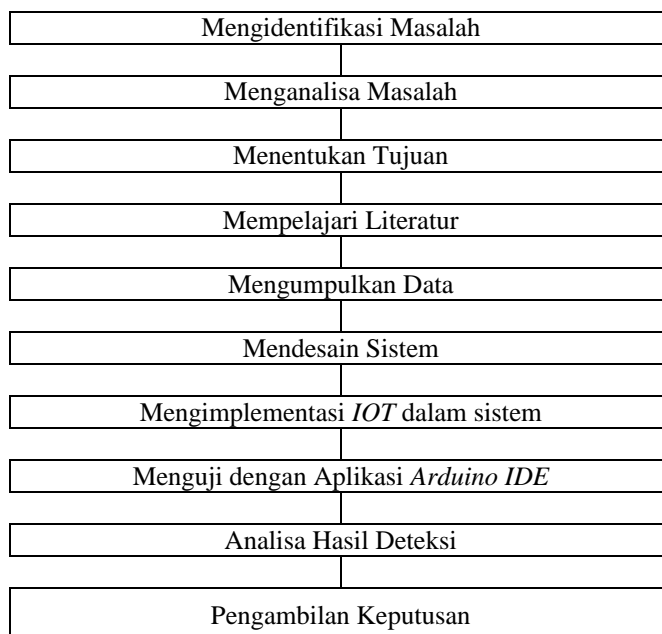 Mengidentifikasi Masalah
Menganalisa Masalah
Menentukan Tujuan
Mempelajari Literatur
Mengumpulkan Data
Mendesain Sistem
Mengimplementasi IOT dalam sistem
Menguji dengan Aplikasi Arduino IDE
Analisa Hasil Deteksi
Pengambilan Keputusan